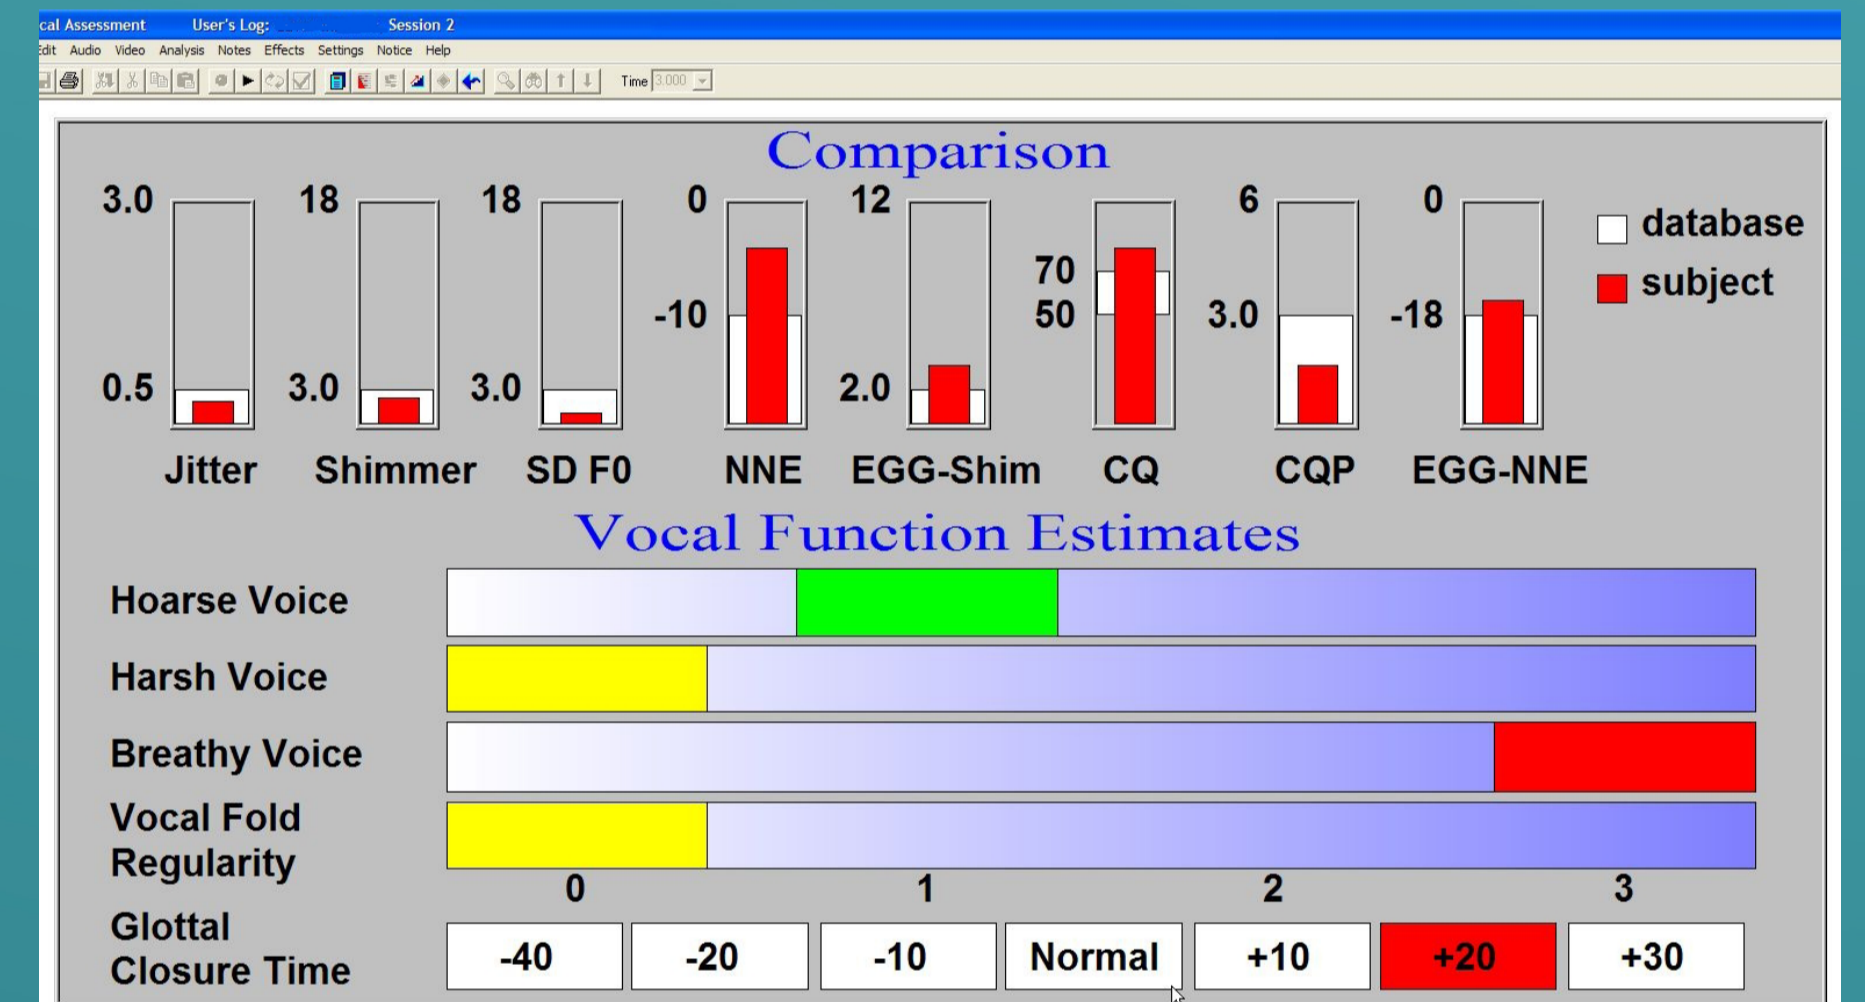 cal Assessment User's Log: Session 2
Edit Audio Video Analysis Notes Effects Settings Notice Help
Time 3.000
Comparison
3.0 18 18 0 12 6 0
database
70
subject
-10 50 3.0 -18
0.5 3.0 3.0 2.0
Jitter Shimmer SD F0 NNE EGG-Shim CQ CQP EGG-NNE
Vocal Function Estimates
Hoarse Voice
Harsh Voice
Breathy Voice
Vocal Fold
Regularity
0 1 2 3
Glottal
Closure Time
-40 -20 -10 Normal +10 +20 +30